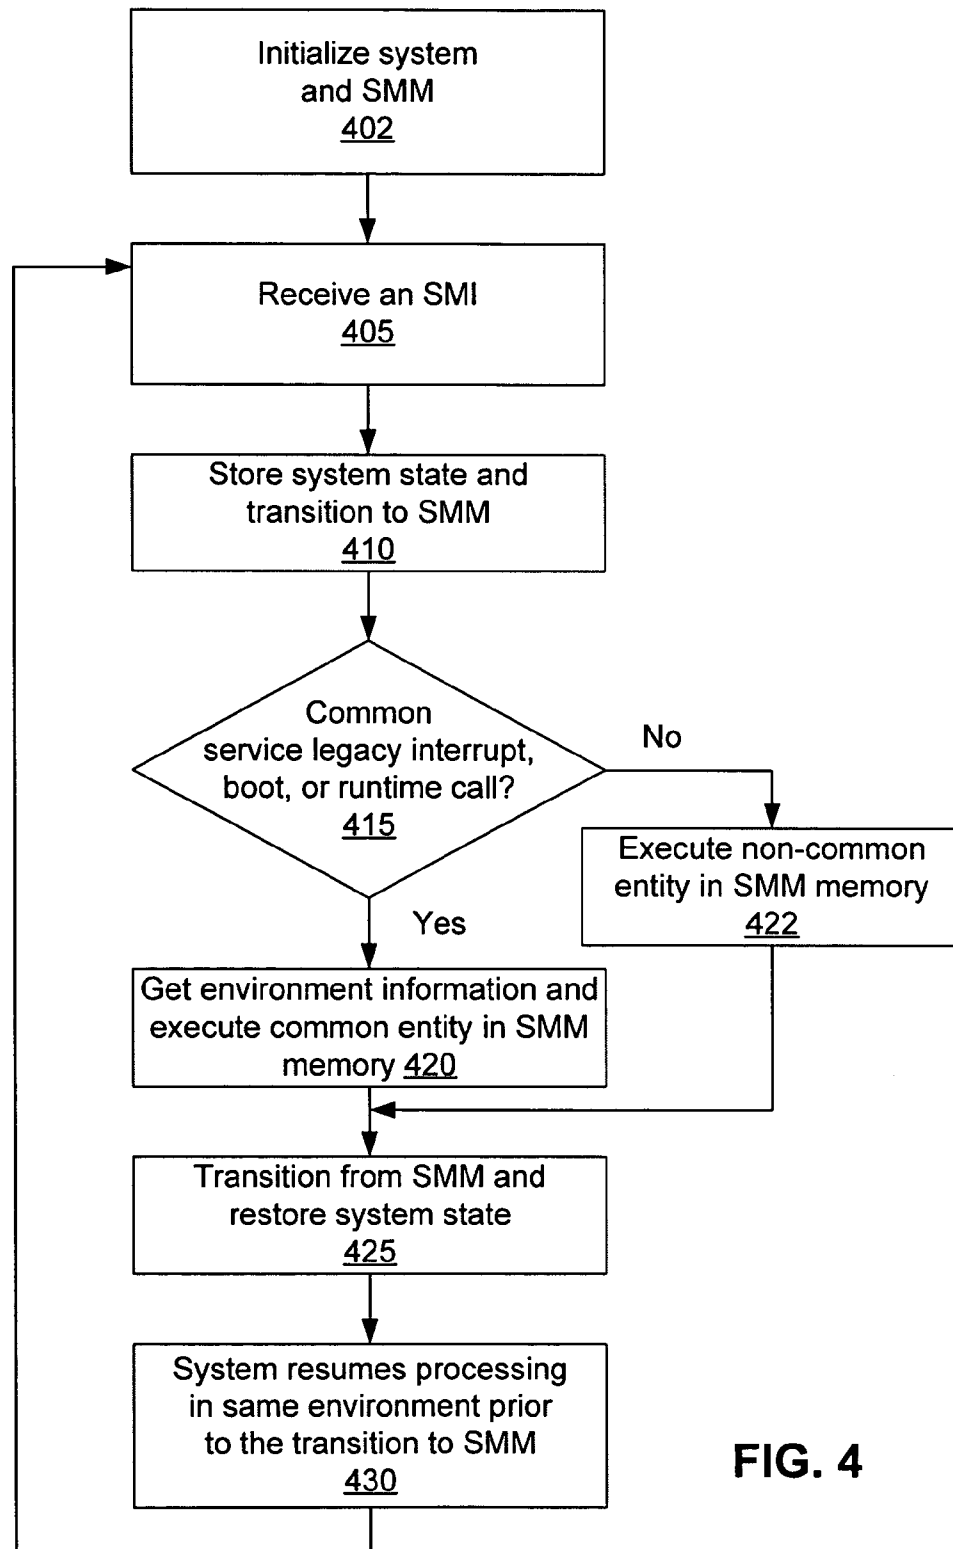 Initialize system
and SMM
402
Receive an SMI
405
Store system state and
transition to SMM
410
Common
service legacy interrupt,
boot, or runtime call?
415
No
Yes
Execute non-common
entity in SMM memory
422
Get environment information and
execute common entity in SMM
memory 420
Transition from SMM and
restore system state
425
System resumes processing
in same environment prior
to the transition to SMM
430
FIG. 4